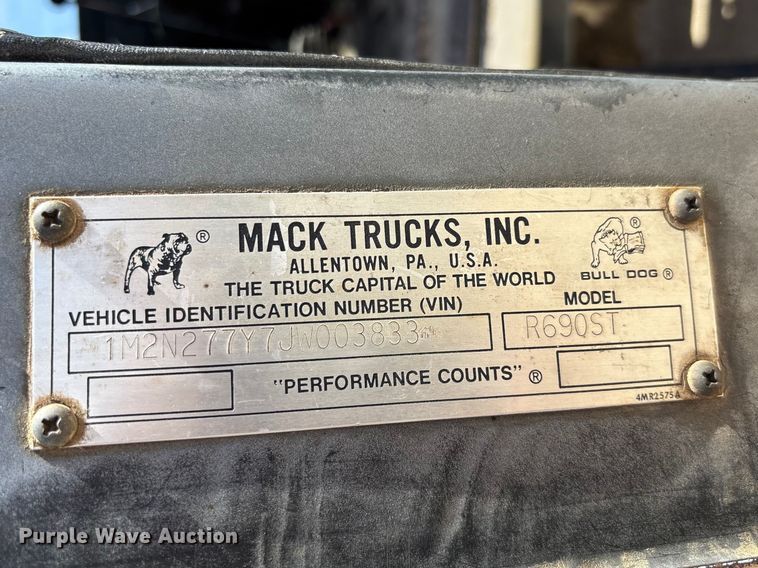 ® MACK TRUCKS, INC. ®
ALLENTOWN, PA., U.S.A.
THE TRUCK CAPITAL OF THE WORLD
BULL DOG ®
VEHICLE IDENTIFICATION NUMBER (VIN)
MODEL
1M2N277Y7JW003833
R690ST
"PERFORMANCE COUNTS" ®
4MR2575A
Purple Wave Auction